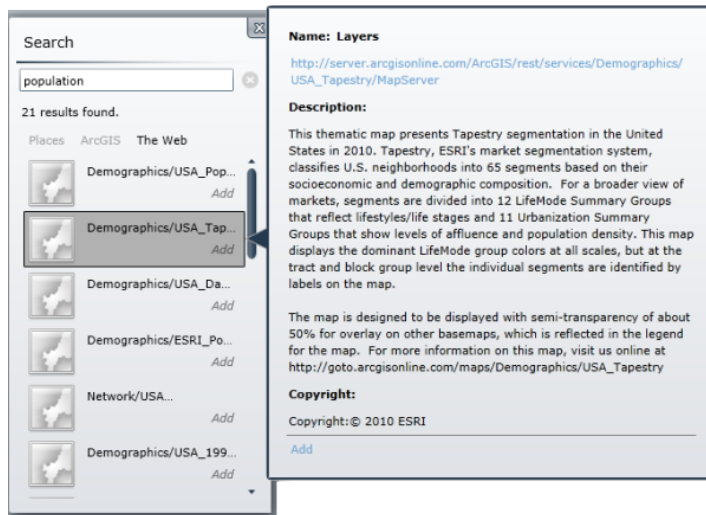 Search
population
21 results found.
Places ArcGIS The Web
Demographics/USA_Pop...
Add
Demographics/USA_Tap...
Add
Demographics/USA_Da...
Add
Demographics/ESRI_Po...
Add
Network/USA...
Add
Demographics/USA_199...
Add
Name: Layers
http://server.arcgisonline.com/ArcGIS/rest/services/Demographics/
USA_Tapestry/MapServer
Description:
This thematic map presents Tapestry segmentation in the United
States in 2010. Tapestry, ESRI's market segmentation system,
classifies U.S. neighborhoods into 65 segments based on their
socioeconomic and demographic composition. For a broader view of
markets, segments are divided into 12 LifeMode Summary Groups
that reflect lifestyles/life stages and 11 Urbanization Summary
Groups that show levels of affluence and population density. This map
displays the dominant LifeMode group colors at all scales, but at the
tract and block group level the individual segments are identified by
labels on the map.
The map is designed to be displayed with semi-transparency of about
50% for overlay on other basemaps, which is reflected in the legend
for the map. For more information on this map, visit us online at
http://goto.arcgisonline.com/maps/Demographics/USA_Tapestry
Copyright:
Copyright:© 2010 ESRI
Add